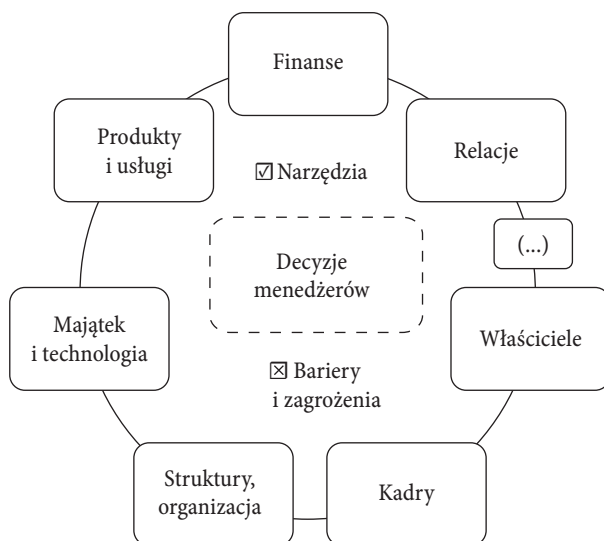 Finanse
Produkty
i usługi
Relacje
☑ Narzędzia
(...)
Decyzje
menedżerów
Majątek
i technologia
Właściciele
☒ Bariery
i zagrożenia
Struktury,
organizacja
Kadry